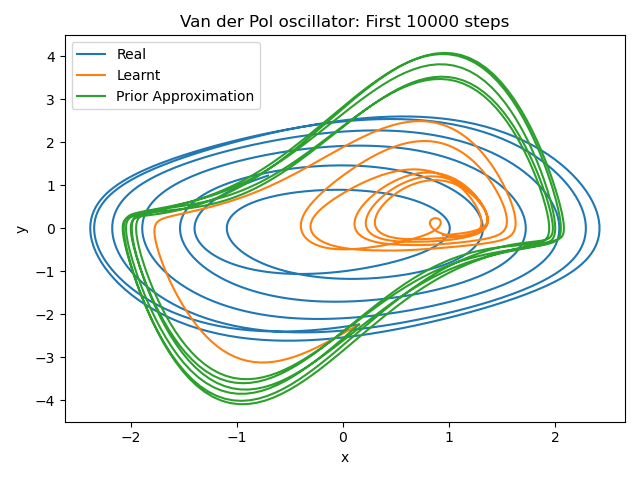 Van der Pol oscillator: First 10000 steps
Real
Learnt
Prior Approximation
4
3
2
1
0
−1
−2
−3
−4
y
−2
−1
0
1
2
x